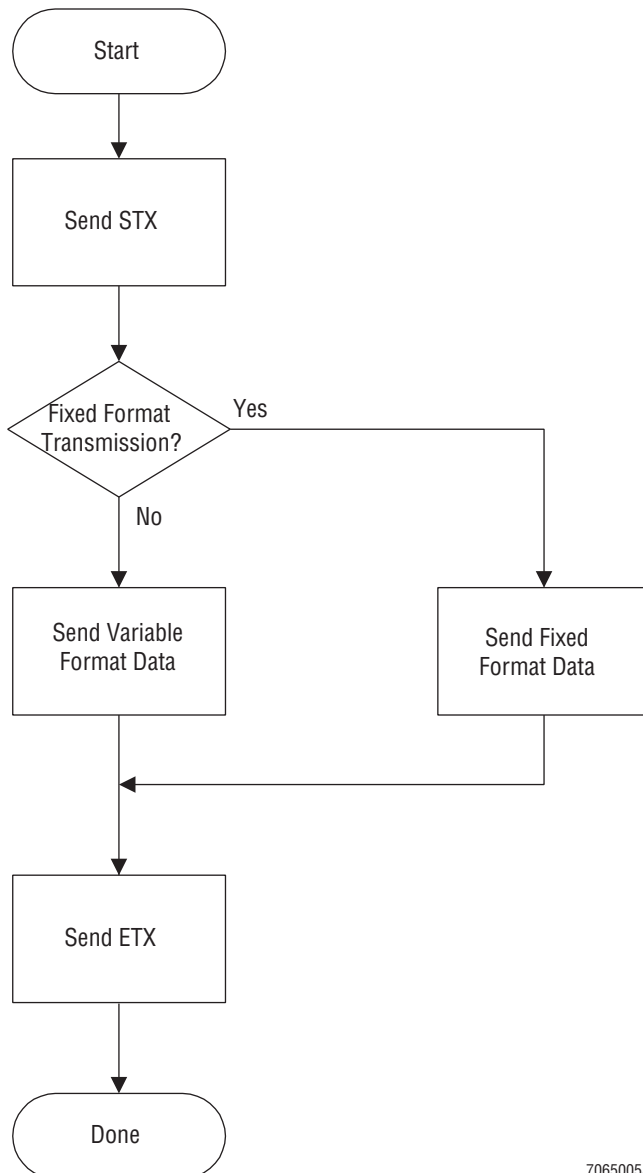 Start
Send STX
Fixed Format
Transmission?
Yes
No
Send Variable
Format Data
Send Fixed
Format Data
Send ETX
Done
7065005